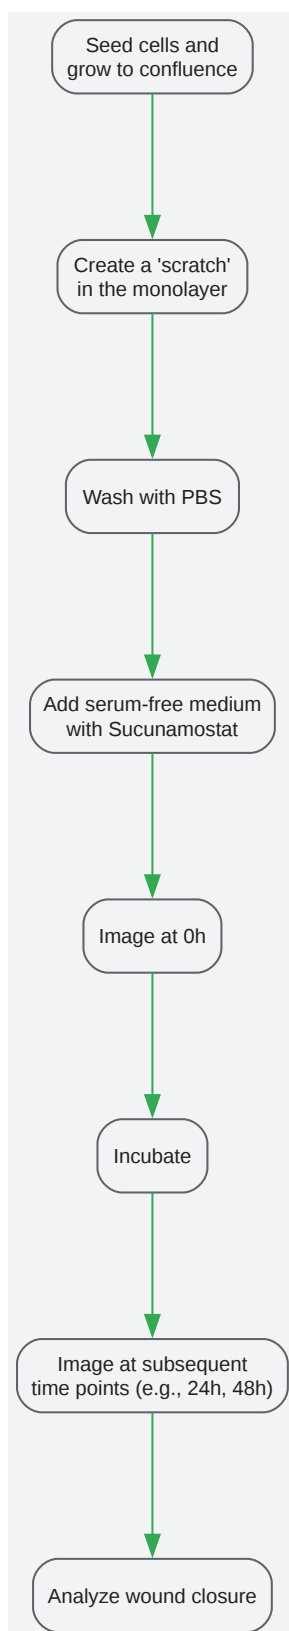 Seed cells and
grow to confluence
Create a 'scratch'
in the monolayer
Wash with PBS
Add serum-free medium
with Sucunamostat
Image at 0h
Incubate
Image at subsequent
time points (e.g., 24h, 48h)
Analyze wound closure